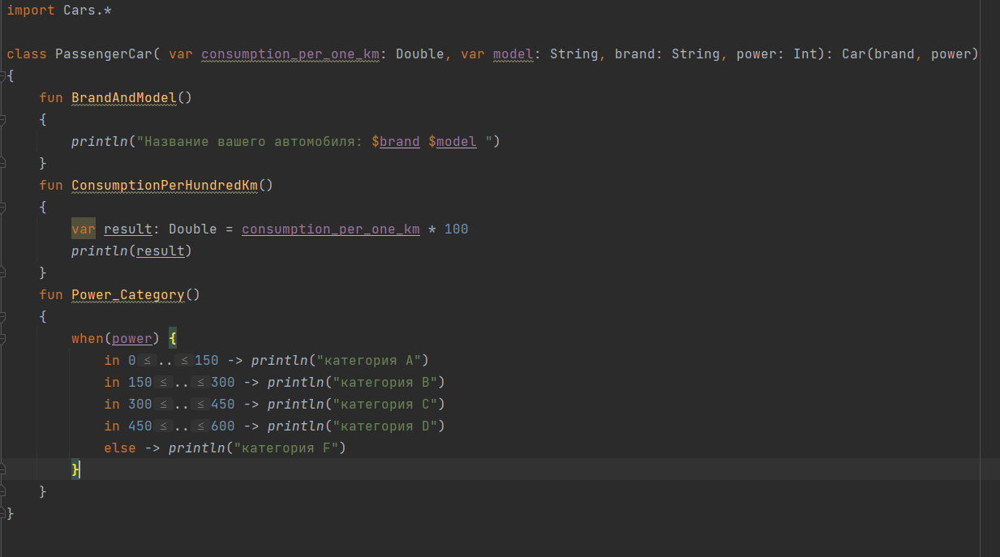 import Cars.*
class PassengerCar( var consumption_per_one_km: Double, var model: String, brand: String, power: Int): Car(brand, power)
{
    fun BrandAndModel()
    {
        println("Название вашего автомобиля: $brand $model ")
    }
    fun ConsumptionPerHundredKm()
    {
        var result: Double = consumption_per_one_km * 100
        println(result)
    }
    fun Power_Category()
    {
        when(power) {
            in 0 ≤ .. ≤ 150 -> println("категория A")
            in 150 ≤ .. ≤ 300 -> println("категория B")
            in 300 ≤ .. ≤ 450 -> println("категория C")
            in 450 ≤ .. ≤ 600 -> println("категория D")
            else -> println("категория F")
        }
    }
}